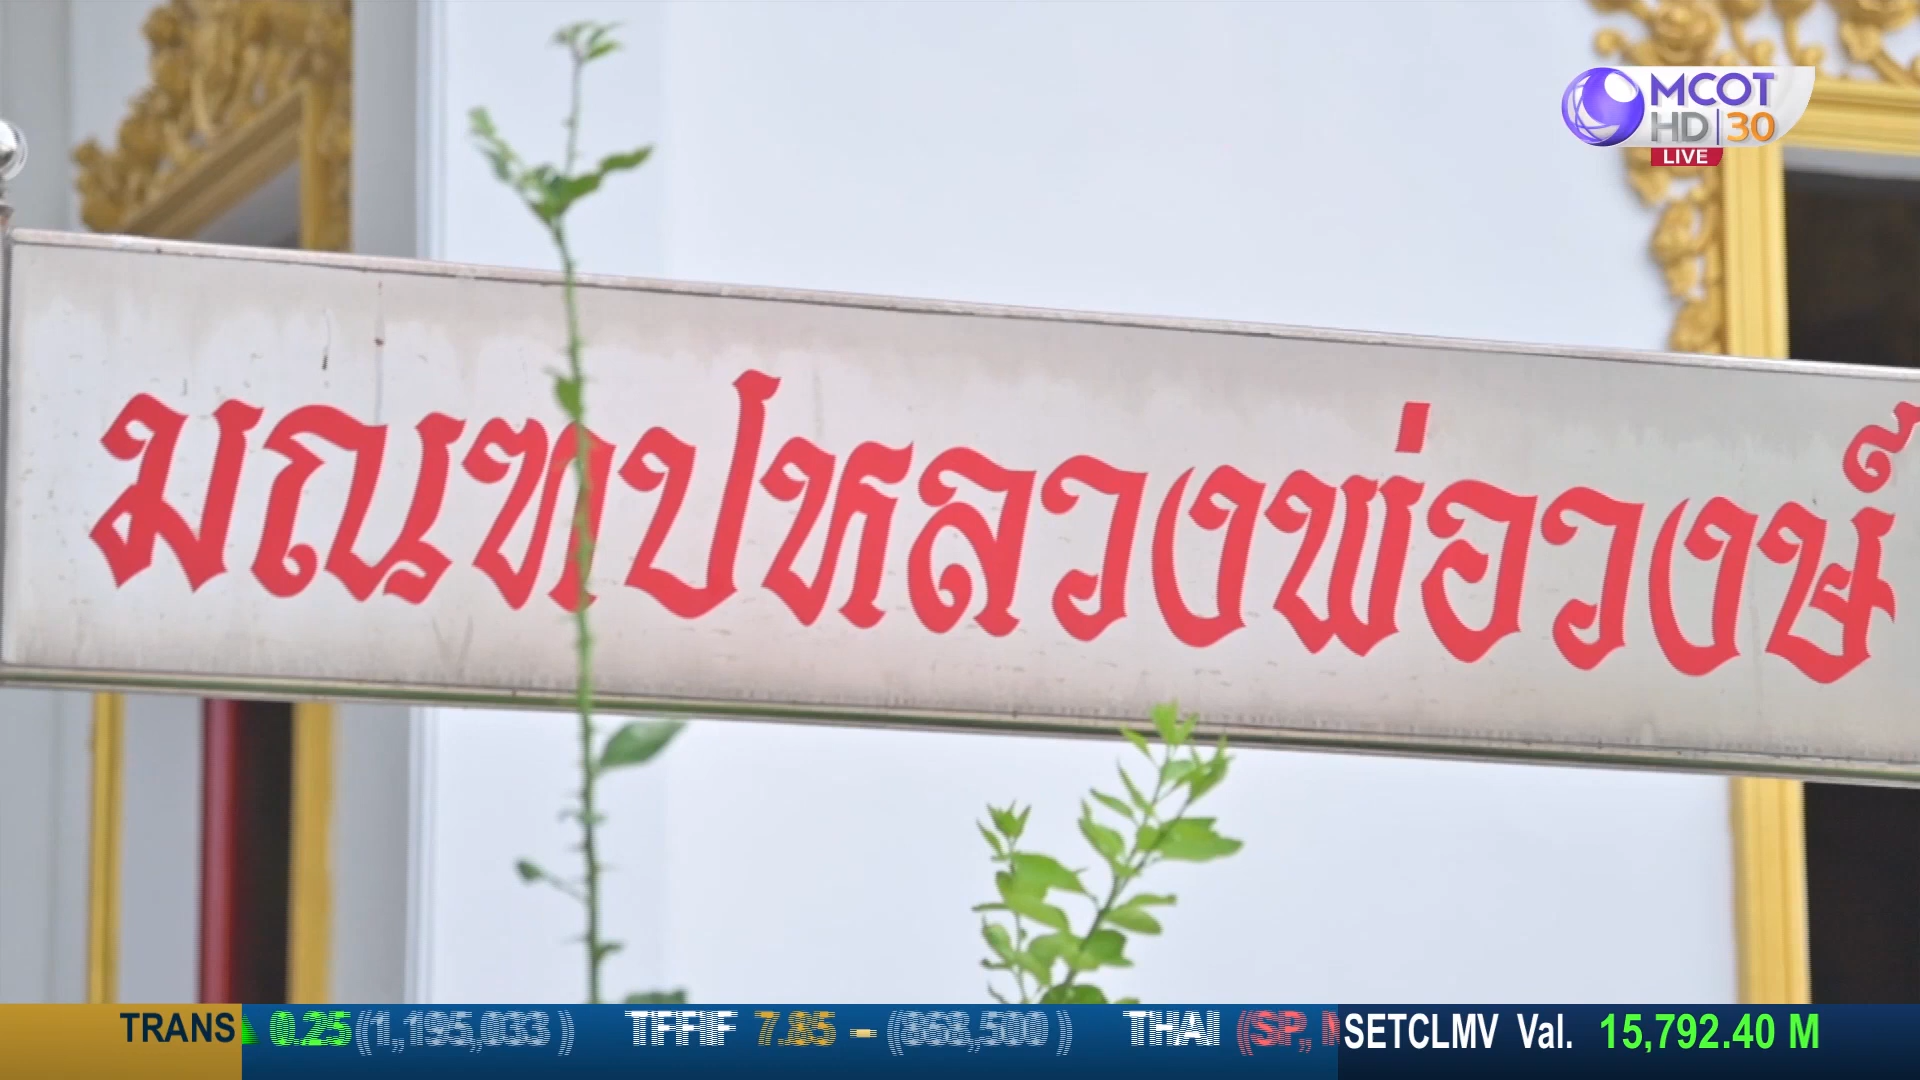 MCOT
HD 30
LIVE
มณฑปหลวงพ่อวงษ์
TRANS 0.25 (1,195,033 ) TFFIF 7.85 – (868,500 ) THAI (SP, SETCLMV Val. 15,792.40 M